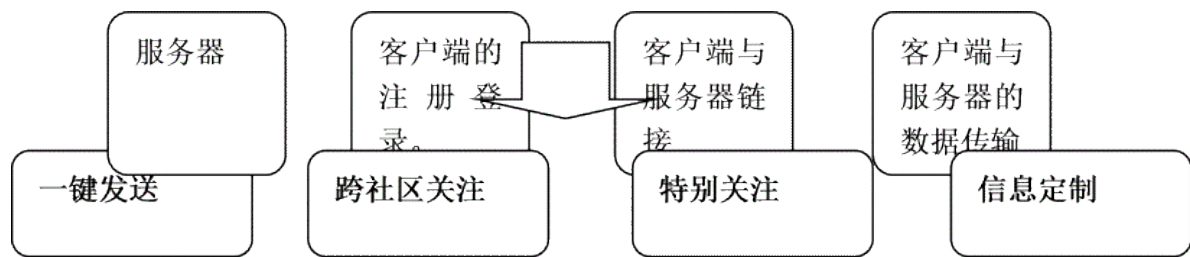 服务器
客户端的
注册登
录。
客户端与
服务器链
接
客户端与
服务器的
数据传输
一键发送
跨社区关注
特别关注
信息定制